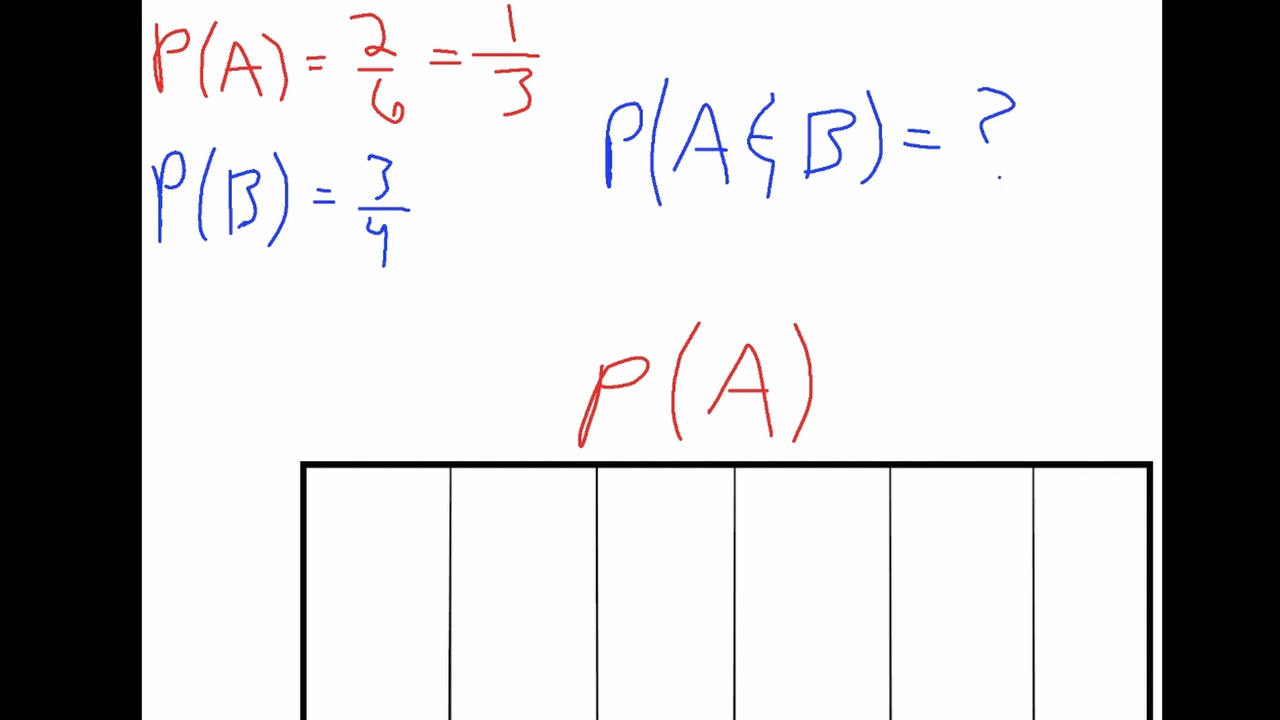 P(A) = 2/6 = 1/3
P(B) = 3/4
P(A & B) = ?
P(A)